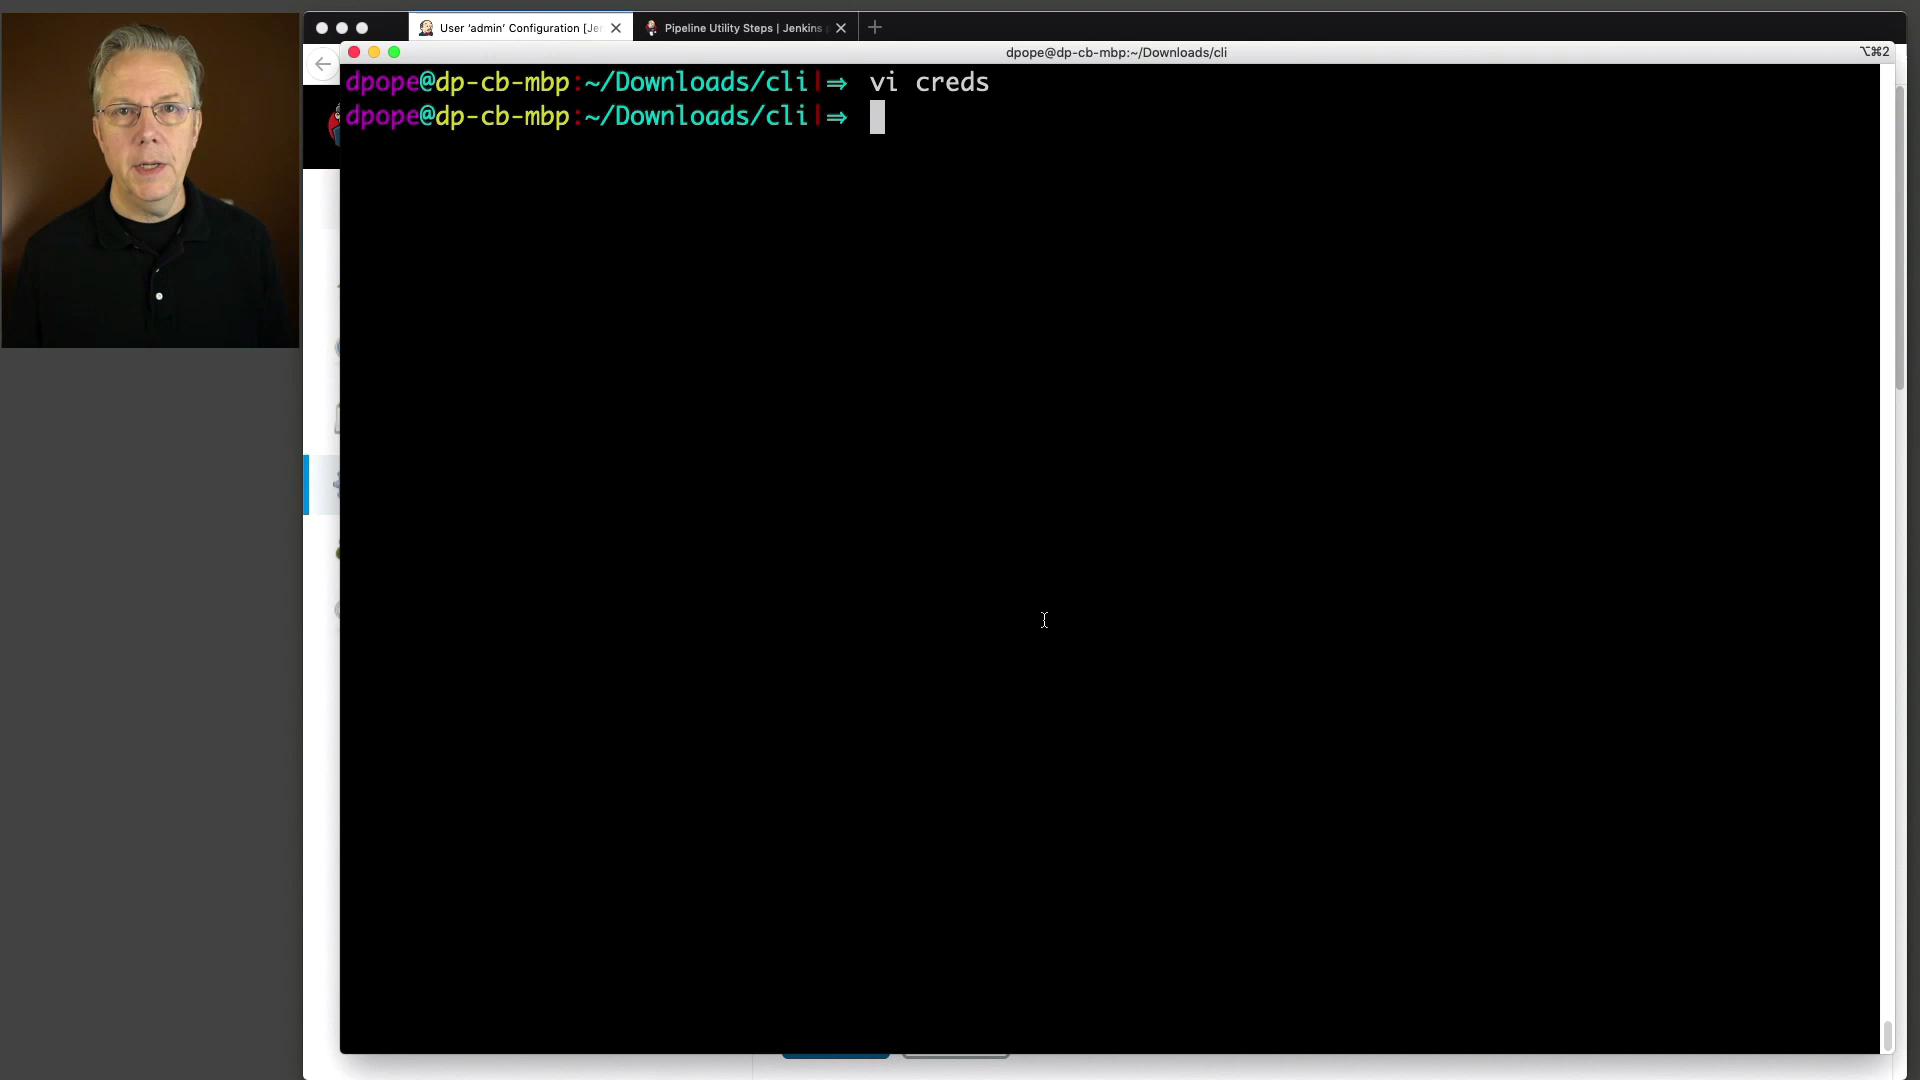 User ‘admin’ Configuration [Je
Pipeline Utility Steps | Jenkins
dpope@dp-cb-mbp:~/Downloads/cli
⌥⌘2
dpope@dp-cb-mbp:~/Downloads/cli|⇒ vi creds
dpope@dp-cb-mbp:~/Downloads/cli|⇒